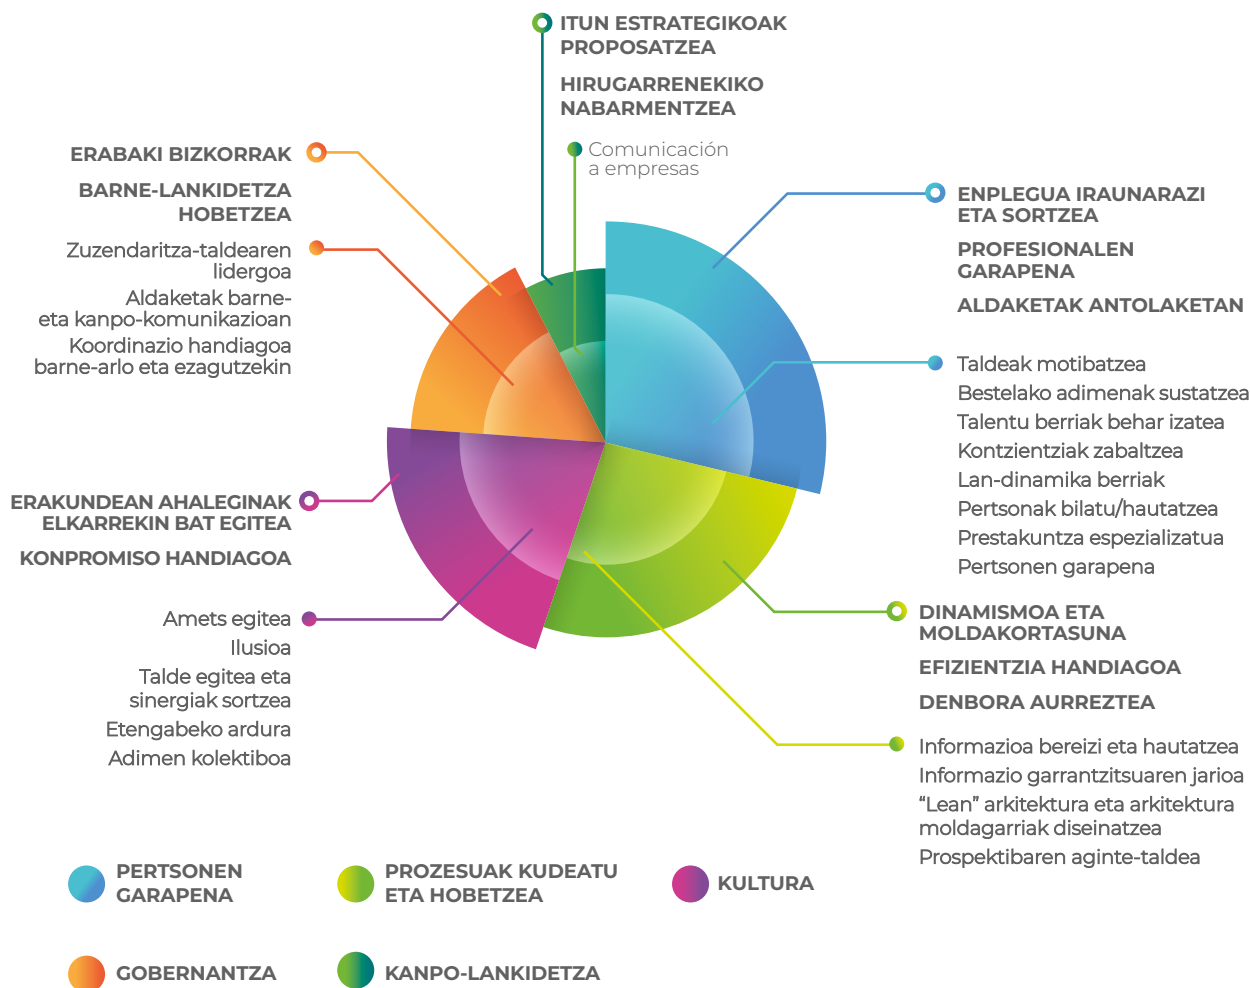 ITUN ESTRATEGIKOAK
PROPOSATZEA
HIRUGARRENEKIKO
NABARMENTZEA
Comunicación
a empresas
ERABAKI BIZKORRAK
BARNE-LANKIDETZA
HOBETZEA
Zuzendaritza-taldearen
lidergoa
Aldaketak barne-
eta kanpo-komunikazioan
Koordinazio handiagoa
barne-arlo eta ezagutzekin
ENPLEGUA IRAUNARAZI
ETA SORTZEA
PROFESIONALEN
GARAPENA
ALDAKETAK ANTOLAKETAN
Taldeak motibatzea
Bestelako adimenak sustatzea
Talentu berriak behar izatea
Kontzientziak zabaltzea
Lan-dinamika berriak
Pertsonak bilatu/hautatzea
Prestakuntza espezializatua
Pertsonen garapena
ERAKUNDEAN AHALEGINAK
ELKARREKIN BAT EGITEA
KONPROMISO HANDIAGOA
Amets egitea
Ilusioa
Talde egitea eta
sinergiak sortzea
Etengabeko ardura
Adimen kolektiboa
DINAMISMOA ETA
MOLDAKORTASUNA
EFIZIENTZIA HANDIAGOA
DENBORA AURREZTEA
Informazioa bereizi eta hautatzea
Informazio garrantzitsuaren jarioa
“Lean” arkitektura eta arkitektura
moldagarriak diseinatzea
Prospektibaren aginte-taldea
PERTSONEN
GARAPENA
PROZESUAK KUDEATU
ETA HOBETZEA
KULTURA
GOBERNANTZA
KANPO-LANKIDETZA